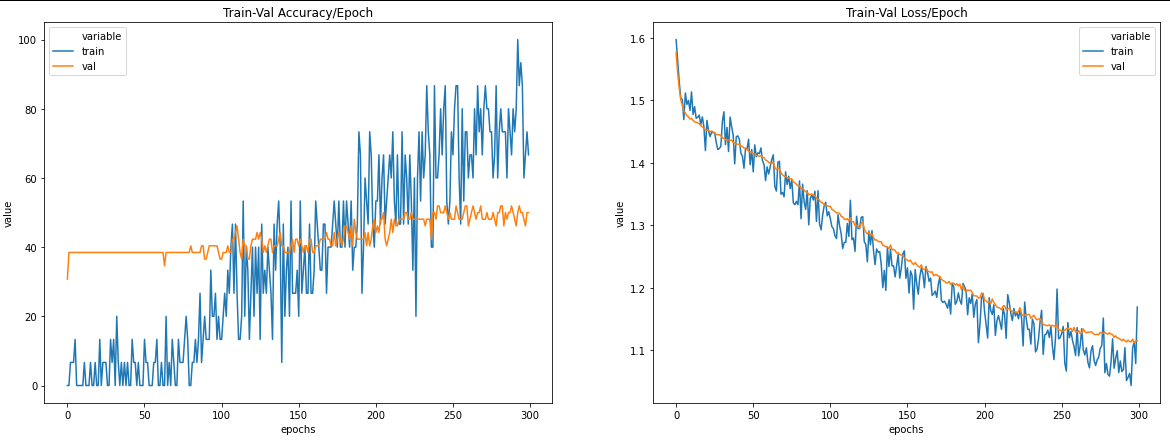 Train-Val Accuracy/Epoch
variable
train
val
100
80
60
40
20
0
value
0
50
100
150
200
250
300
epochs
Train-Val Loss/Epoch
variable
train
val
1.6
1.5
1.4
1.3
1.2
1.1
value
0
50
100
150
200
250
300
epochs